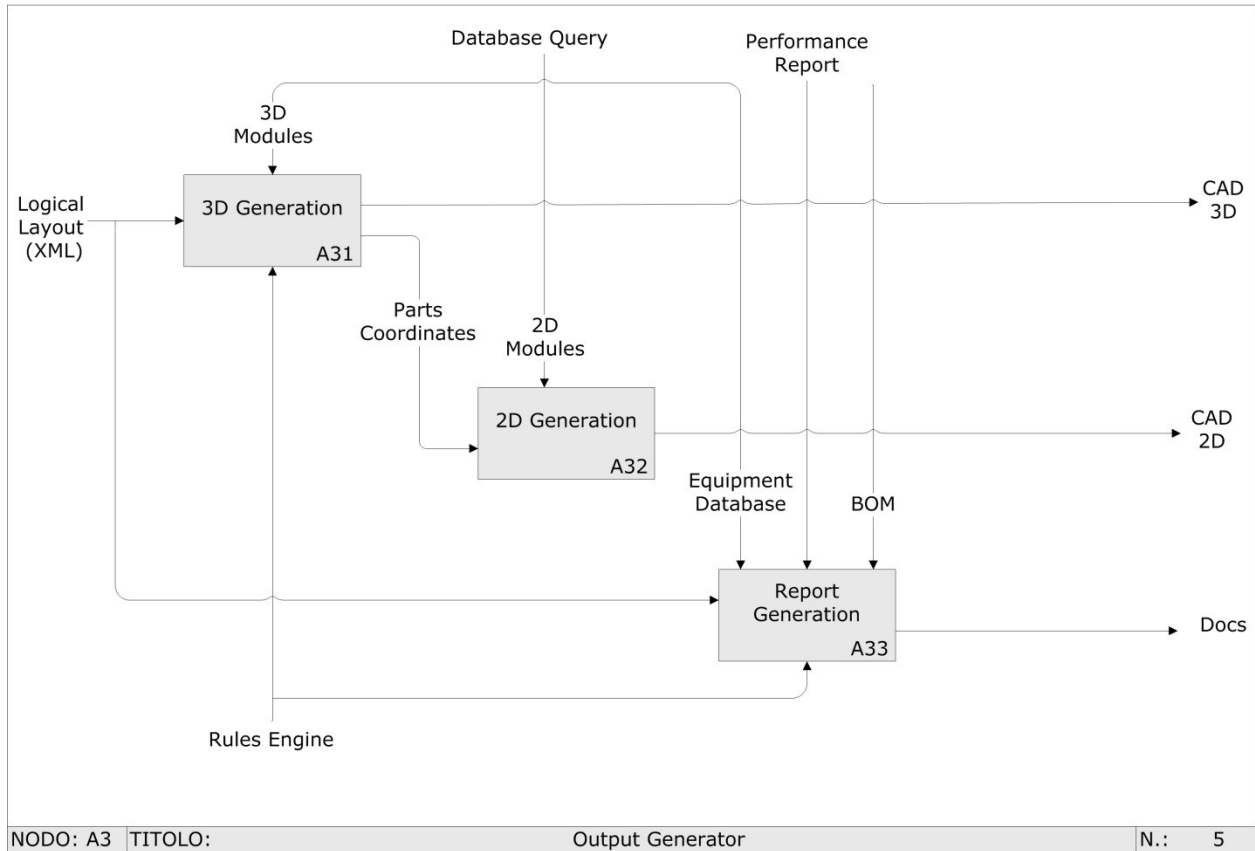 Database Query
Performance
Report
3D
Modules
Logical
Layout
(XML)
3D Generation
A31
CAD
3D
Parts
Coordinates
2D
Modules
2D Generation
A32
CAD
2D
Equipment
Database
BOM
Report
Generation
A33
Docs
Rules Engine
NODO: A3 TITOLO: Output Generator N.: 5